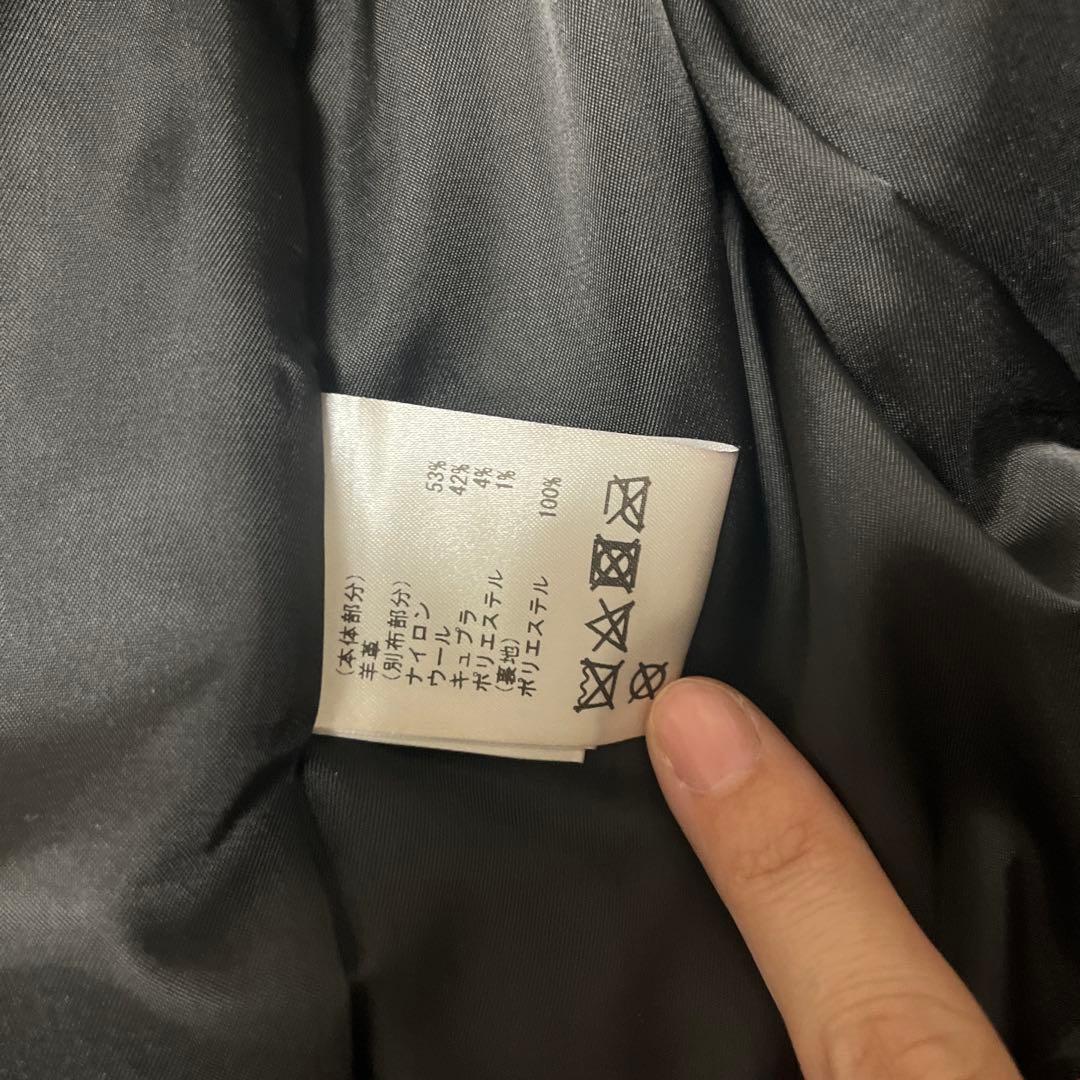 (本体部分)
羊革
(別布部分)
ナイロン 53%
ウール 42%
キュプラ 4%
ポリエステル 1%
(裏地)
ポリエステル 100%